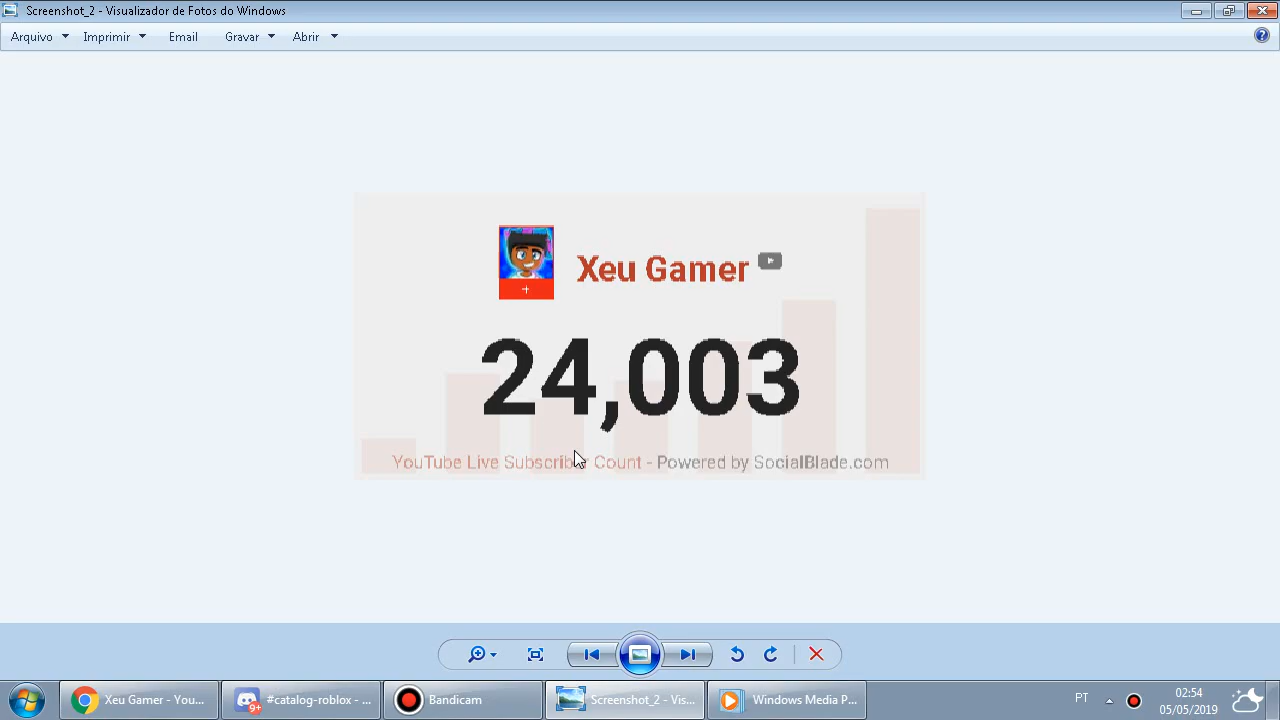 Screenshot_2 - Visualizador de Fotos do Windows
Arquivo Imprimir Email Gravar Abrir
Xeu Gamer
+
24,003
YouTube Live Subscriber Count - Powered by SocialBlade.com
Xeu Gamer - You... #catalog-roblox - ... Bandicam Screenshot_2 - Vis... Windows Media P... PT 02:54
9+ 05/05/2019